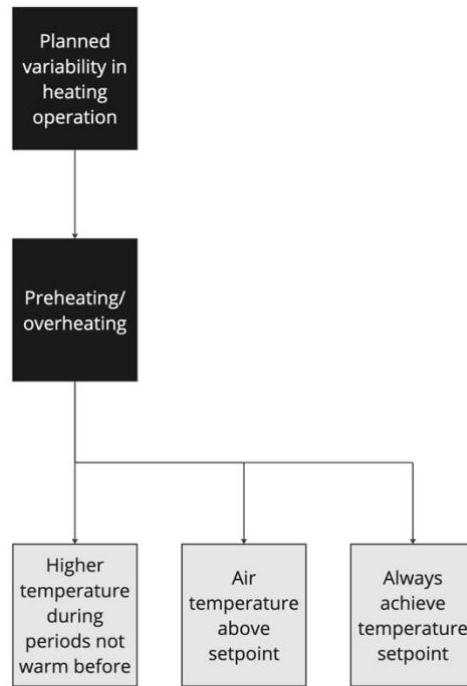 Planned
variability in
heating
operation
Preheating/
overheating
Higher
temperature
during
periods not
warm before
Air
temperature
above
setpoint
Always
achieve
temperature
setpoint